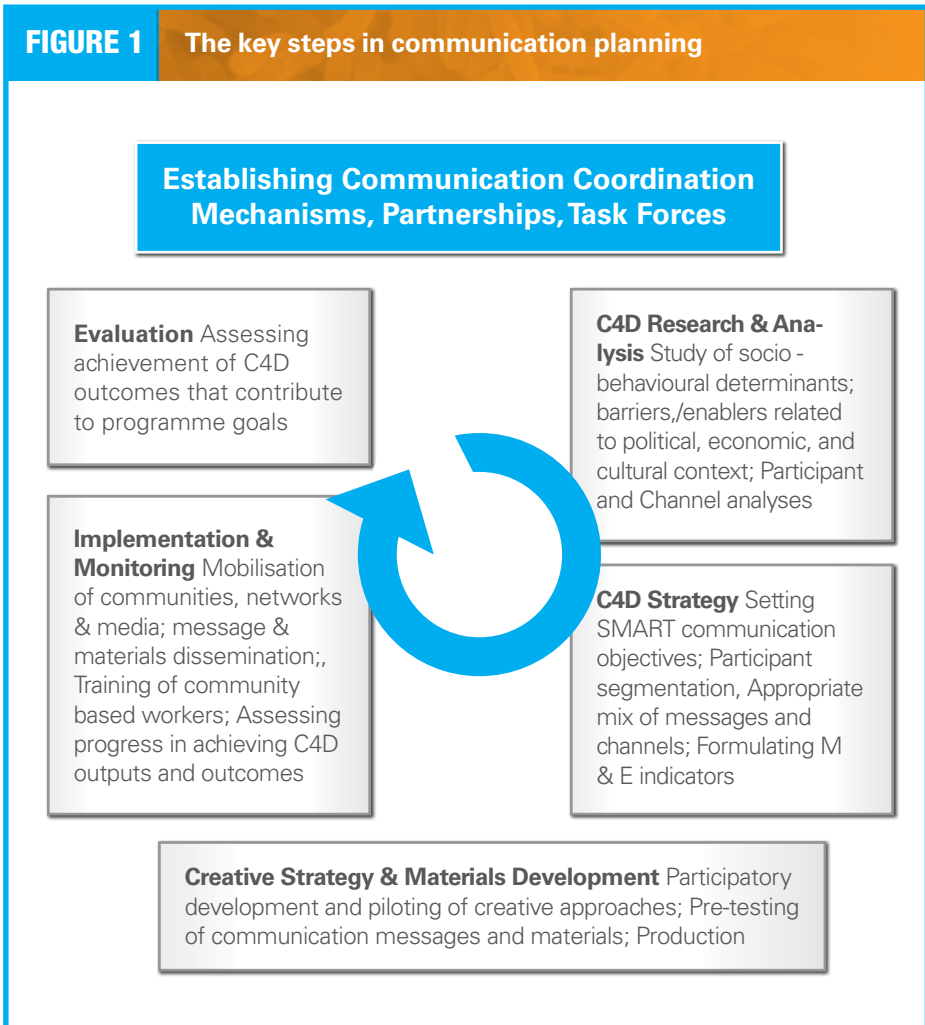 FIGURE 1 The key steps in communication planning
Establishing Communication Coordination
Mechanisms, Partnerships, Task Forces
Evaluation Assessing
achievement of C4D
outcomes that contribute
to programme goals
C4D Research & Ana-
lysis Study of socio -
behavioural determinants;
barriers,/enablers related
to political, economic, and
cultural context; Participant
and Channel analyses
C4D Strategy Setting
SMART communication
objectives; Participant
segmentation, Appropriate
mix of messages and
channels; Formulating M
& E indicators
Creative Strategy & Materials Development Participatory
development and piloting of creative approaches; Pre-testing
of communication messages and materials; Production
Implementation &
Monitoring Mobilisation
of communities, networks
& media; message &
materials dissemination;,
Training of community
based workers; Assessing
progress in achieving C4D
outputs and outcomes